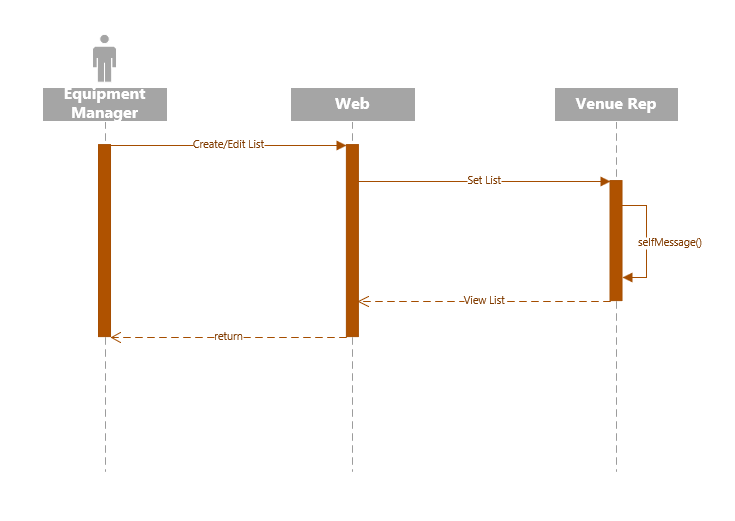 Equipment
Manager
Web
Venue Rep
Create/Edit List
Set List
selfMessage()
View List
return